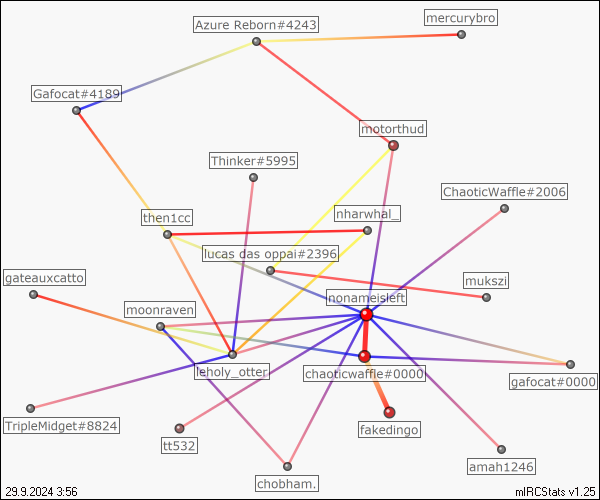 mercurybro
Azure Reborn#4243
Gafocat#4189
motorthud
Thinker#5995
ChaoticWaffle#2006
then1cc
nharwhal_
lucas das oppai#2396
gateauxcatto
mukszi
moonraven
nonameisleft
leholy_otter
chaoticwaffle#0000
gafocat#0000
TripleMidget#8824
fakedingo
tt532
amah1246
chobham.
29.9.2024 3:56
mIRCStats v1.25